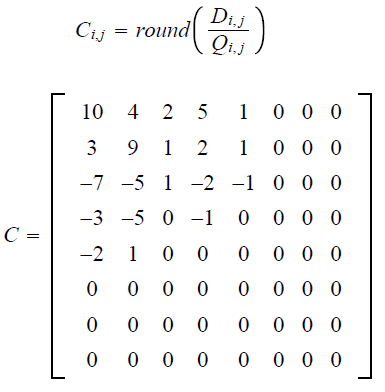 C_{i,j} = round( D_{i,j} / Q_{i,j} )
C =
10 4 2 5 1 0 0 0
3 9 1 2 1 0 0 0
−7 −5 1 −2 −1 0 0 0
−3 −5 0 −1 0 0 0 0
−2 1 0 0 0 0 0 0
0 0 0 0 0 0 0 0
0 0 0 0 0 0 0 0
0 0 0 0 0 0 0 0